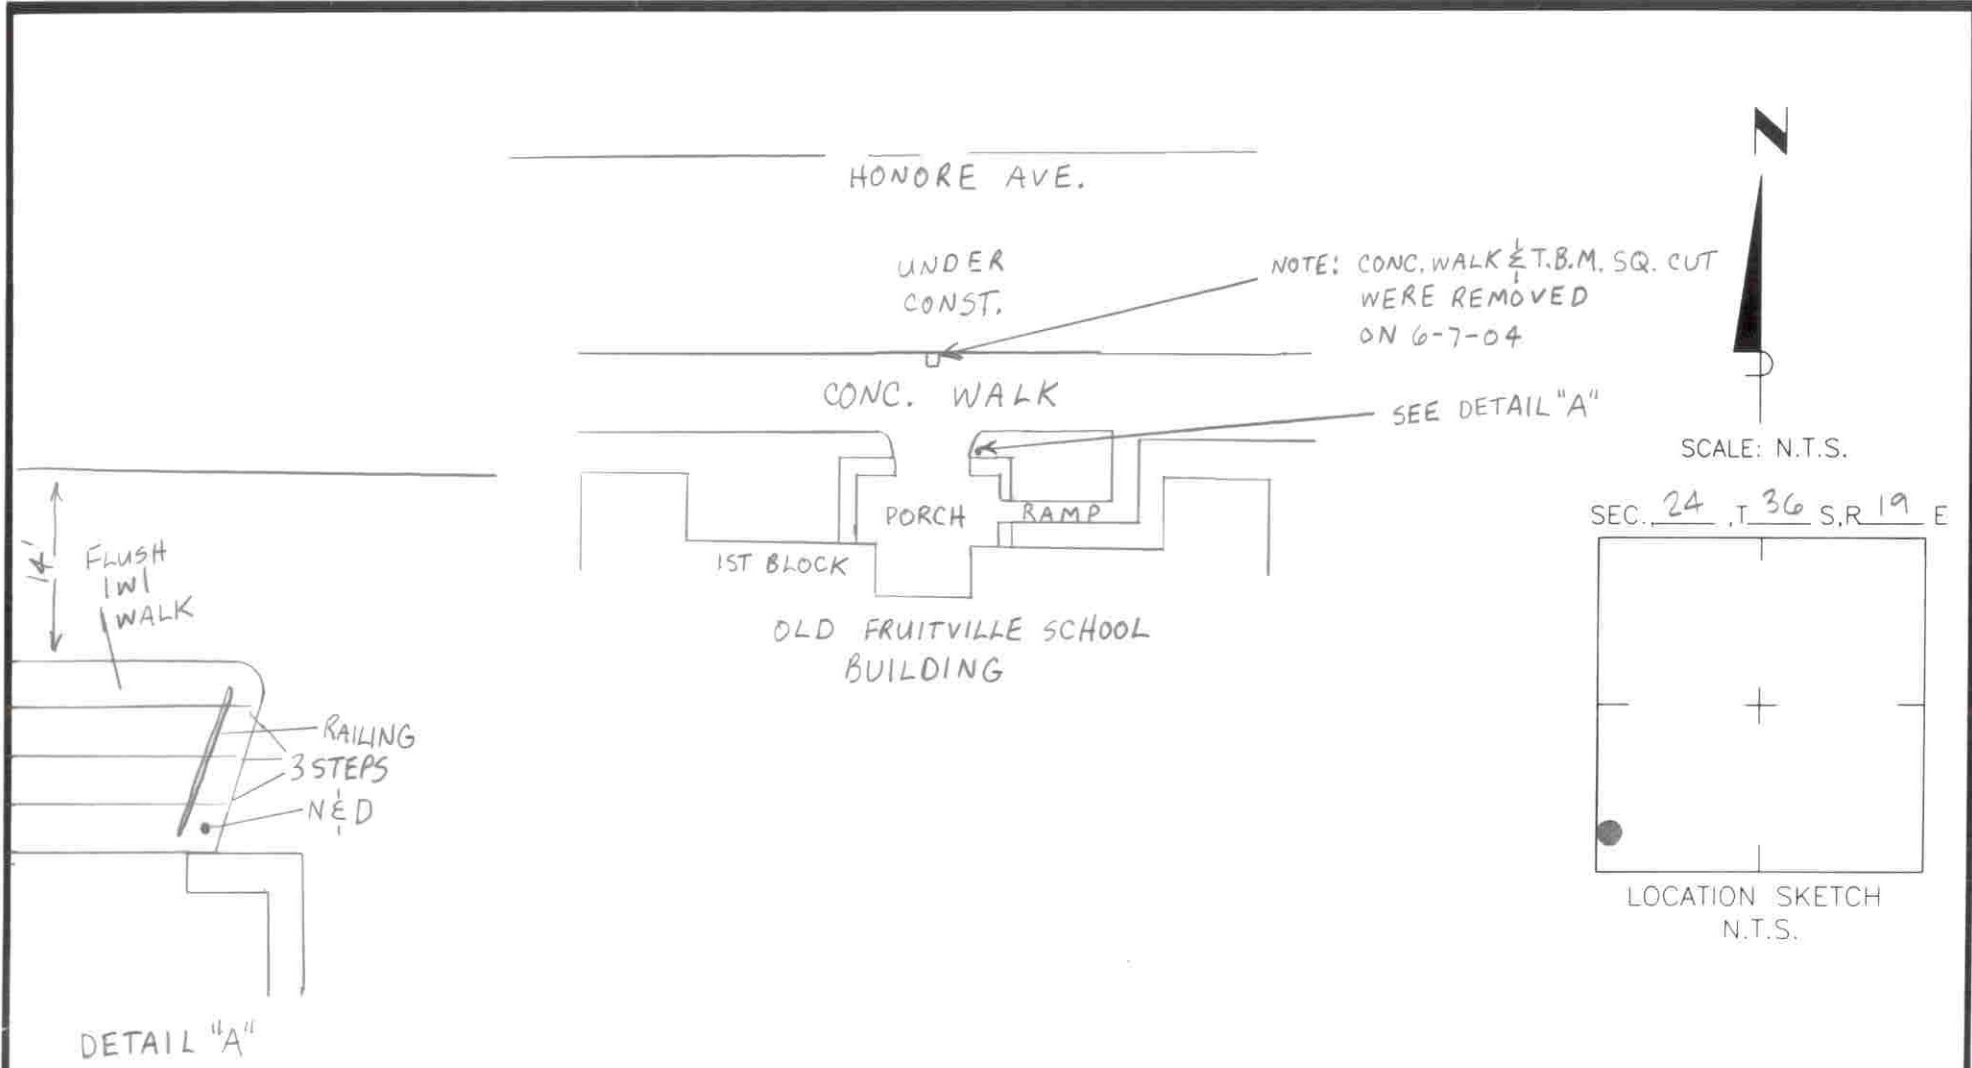 HONORE AVE.
UNDER
CONST.
NOTE: CONC. WALK & T.B.M. SQ. CUT
WERE REMOVED
ON 6-7-04
CONC. WALK
SEE DETAIL "A"
PORCH
RAMP
1ST BLOCK
OLD FRUITVILLE SCHOOL
BUILDING
N
SCALE: N.T.S.
SEC. 24 ,T 36 S,R 19 E
LOCATION SKETCH
N.T.S.
14'
FLUSH
/W/
WALK
RAILING
3 STEPS
N&D
DETAIL "A"